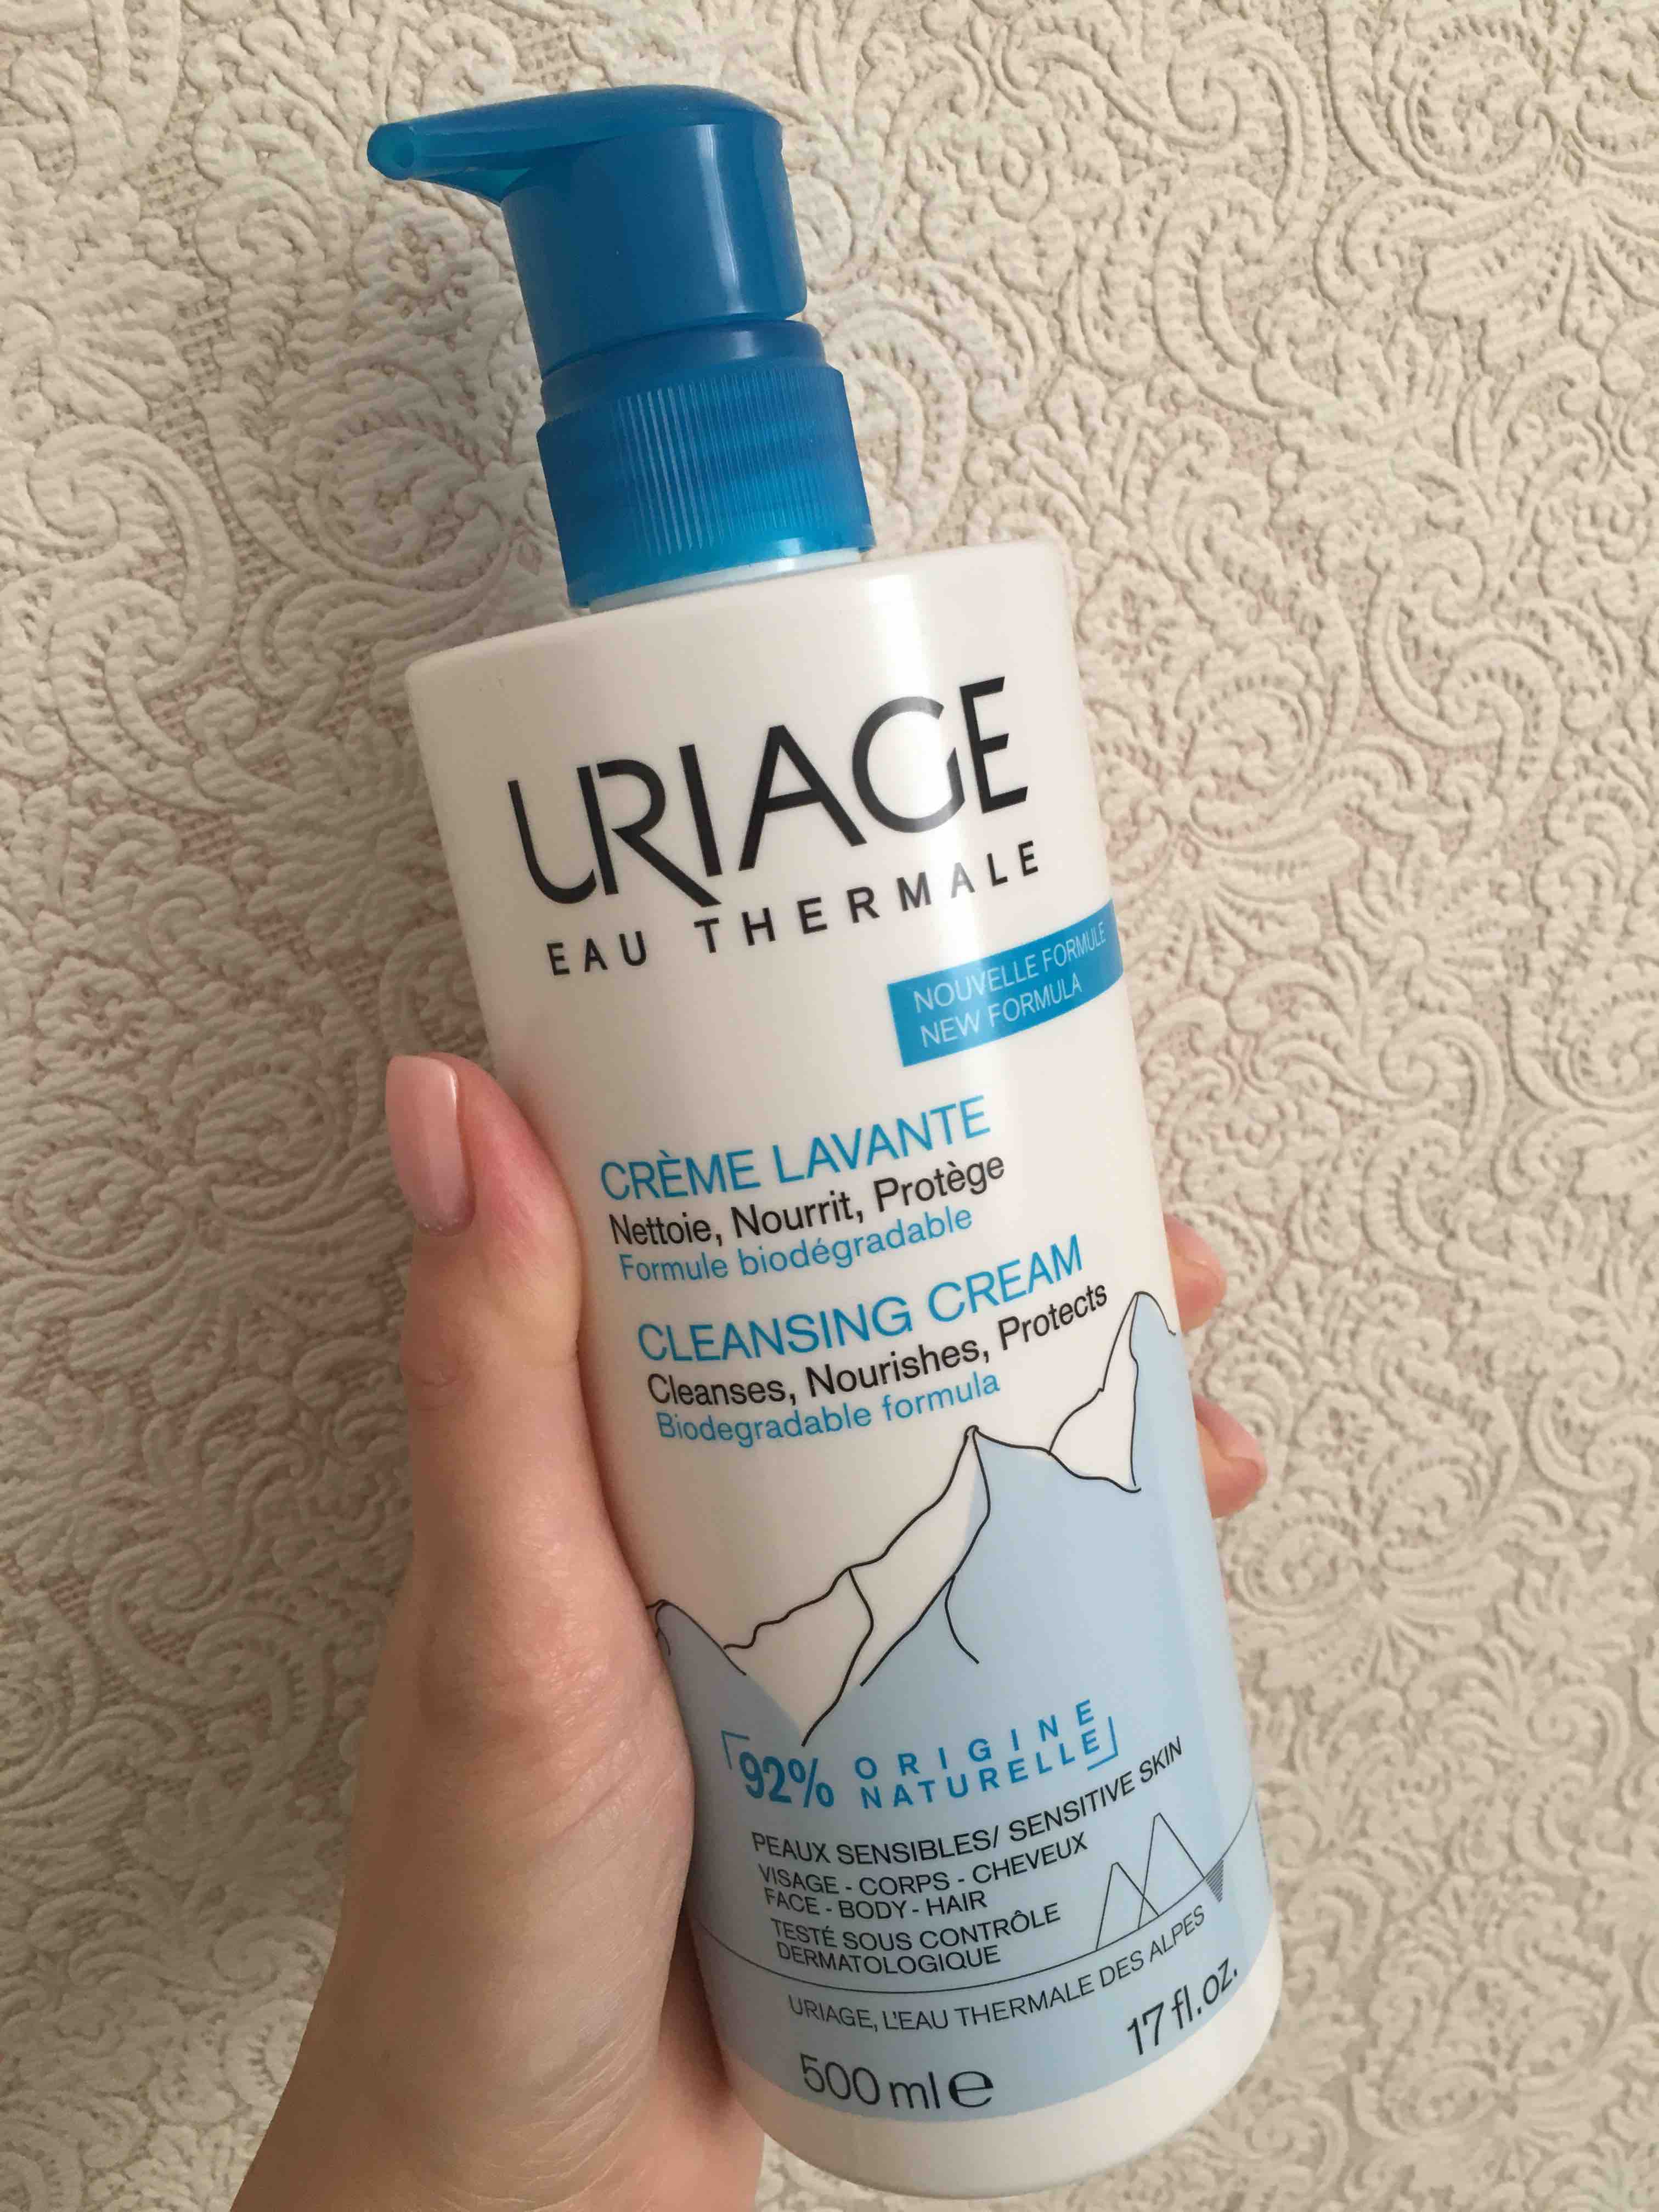 URIAGE
EAU THERMALE
NOUVELLE FORMULE
NEW FORMULA
CRÈME LAVANTE
Nettoie, Nourrit, Protège
Formule biodégradable
CLEANSING CREAM
Cleanses, Nourishes, Protects
Biodegradable formula
92% ORIGINE
NATURELLE
PEAUX SENSIBLES/ SENSITIVE SKIN
VISAGE - CORPS - CHEVEUX
FACE - BODY - HAIR
TESTÉ SOUS CONTRÔLE
DERMATOLOGIQUE
URIAGE, L'EAU THERMALE DES ALPES
500 ml ℮
17 fl.oz.